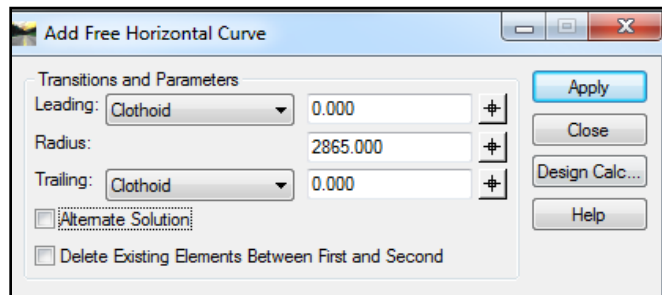 Add Free Horizontal Curve
Transitions and Parameters
Leading: Clothoid 0.000
Radius: 2865.000
Trailing: Clothoid 0.000
Alternate Solution
Delete Existing Elements Between First and Second
Apply
Close
Design Calc...
Help